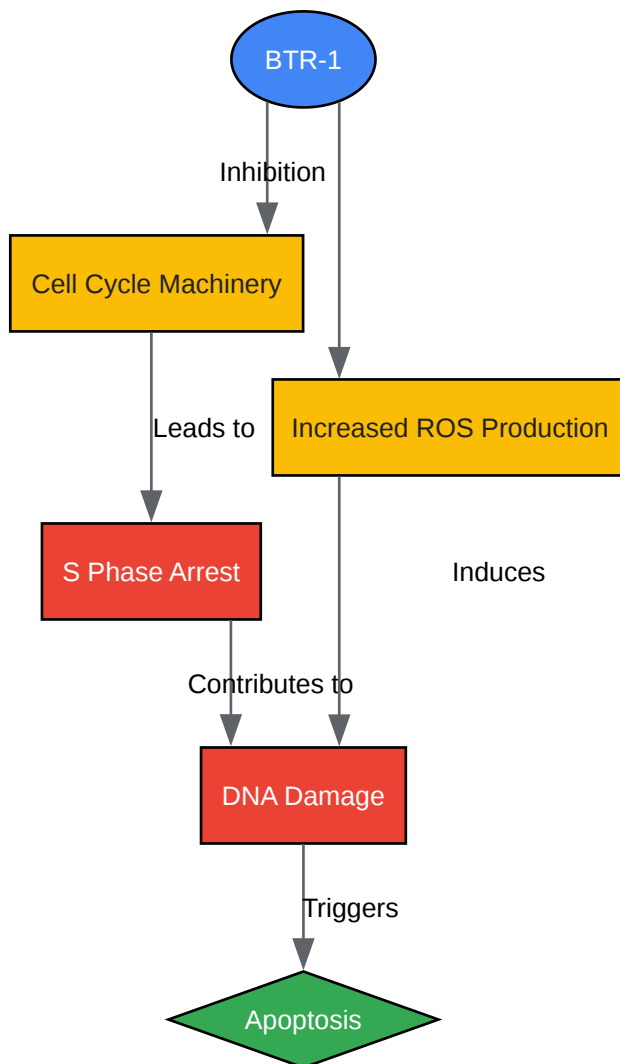 BTR-1
Inhibition
Cell Cycle Machinery
Leads to
Increased ROS Production
S Phase Arrest
Induces
Contributes to
DNA Damage
Triggers
Apoptosis